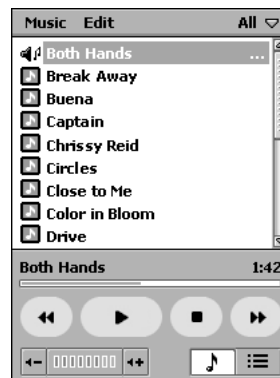 Music Edit All
Both Hands ...
Break Away
Buena
Captain
Chrissy Reid
Circles
Close to Me
Color in Bloom
Drive
Both Hands 1:42